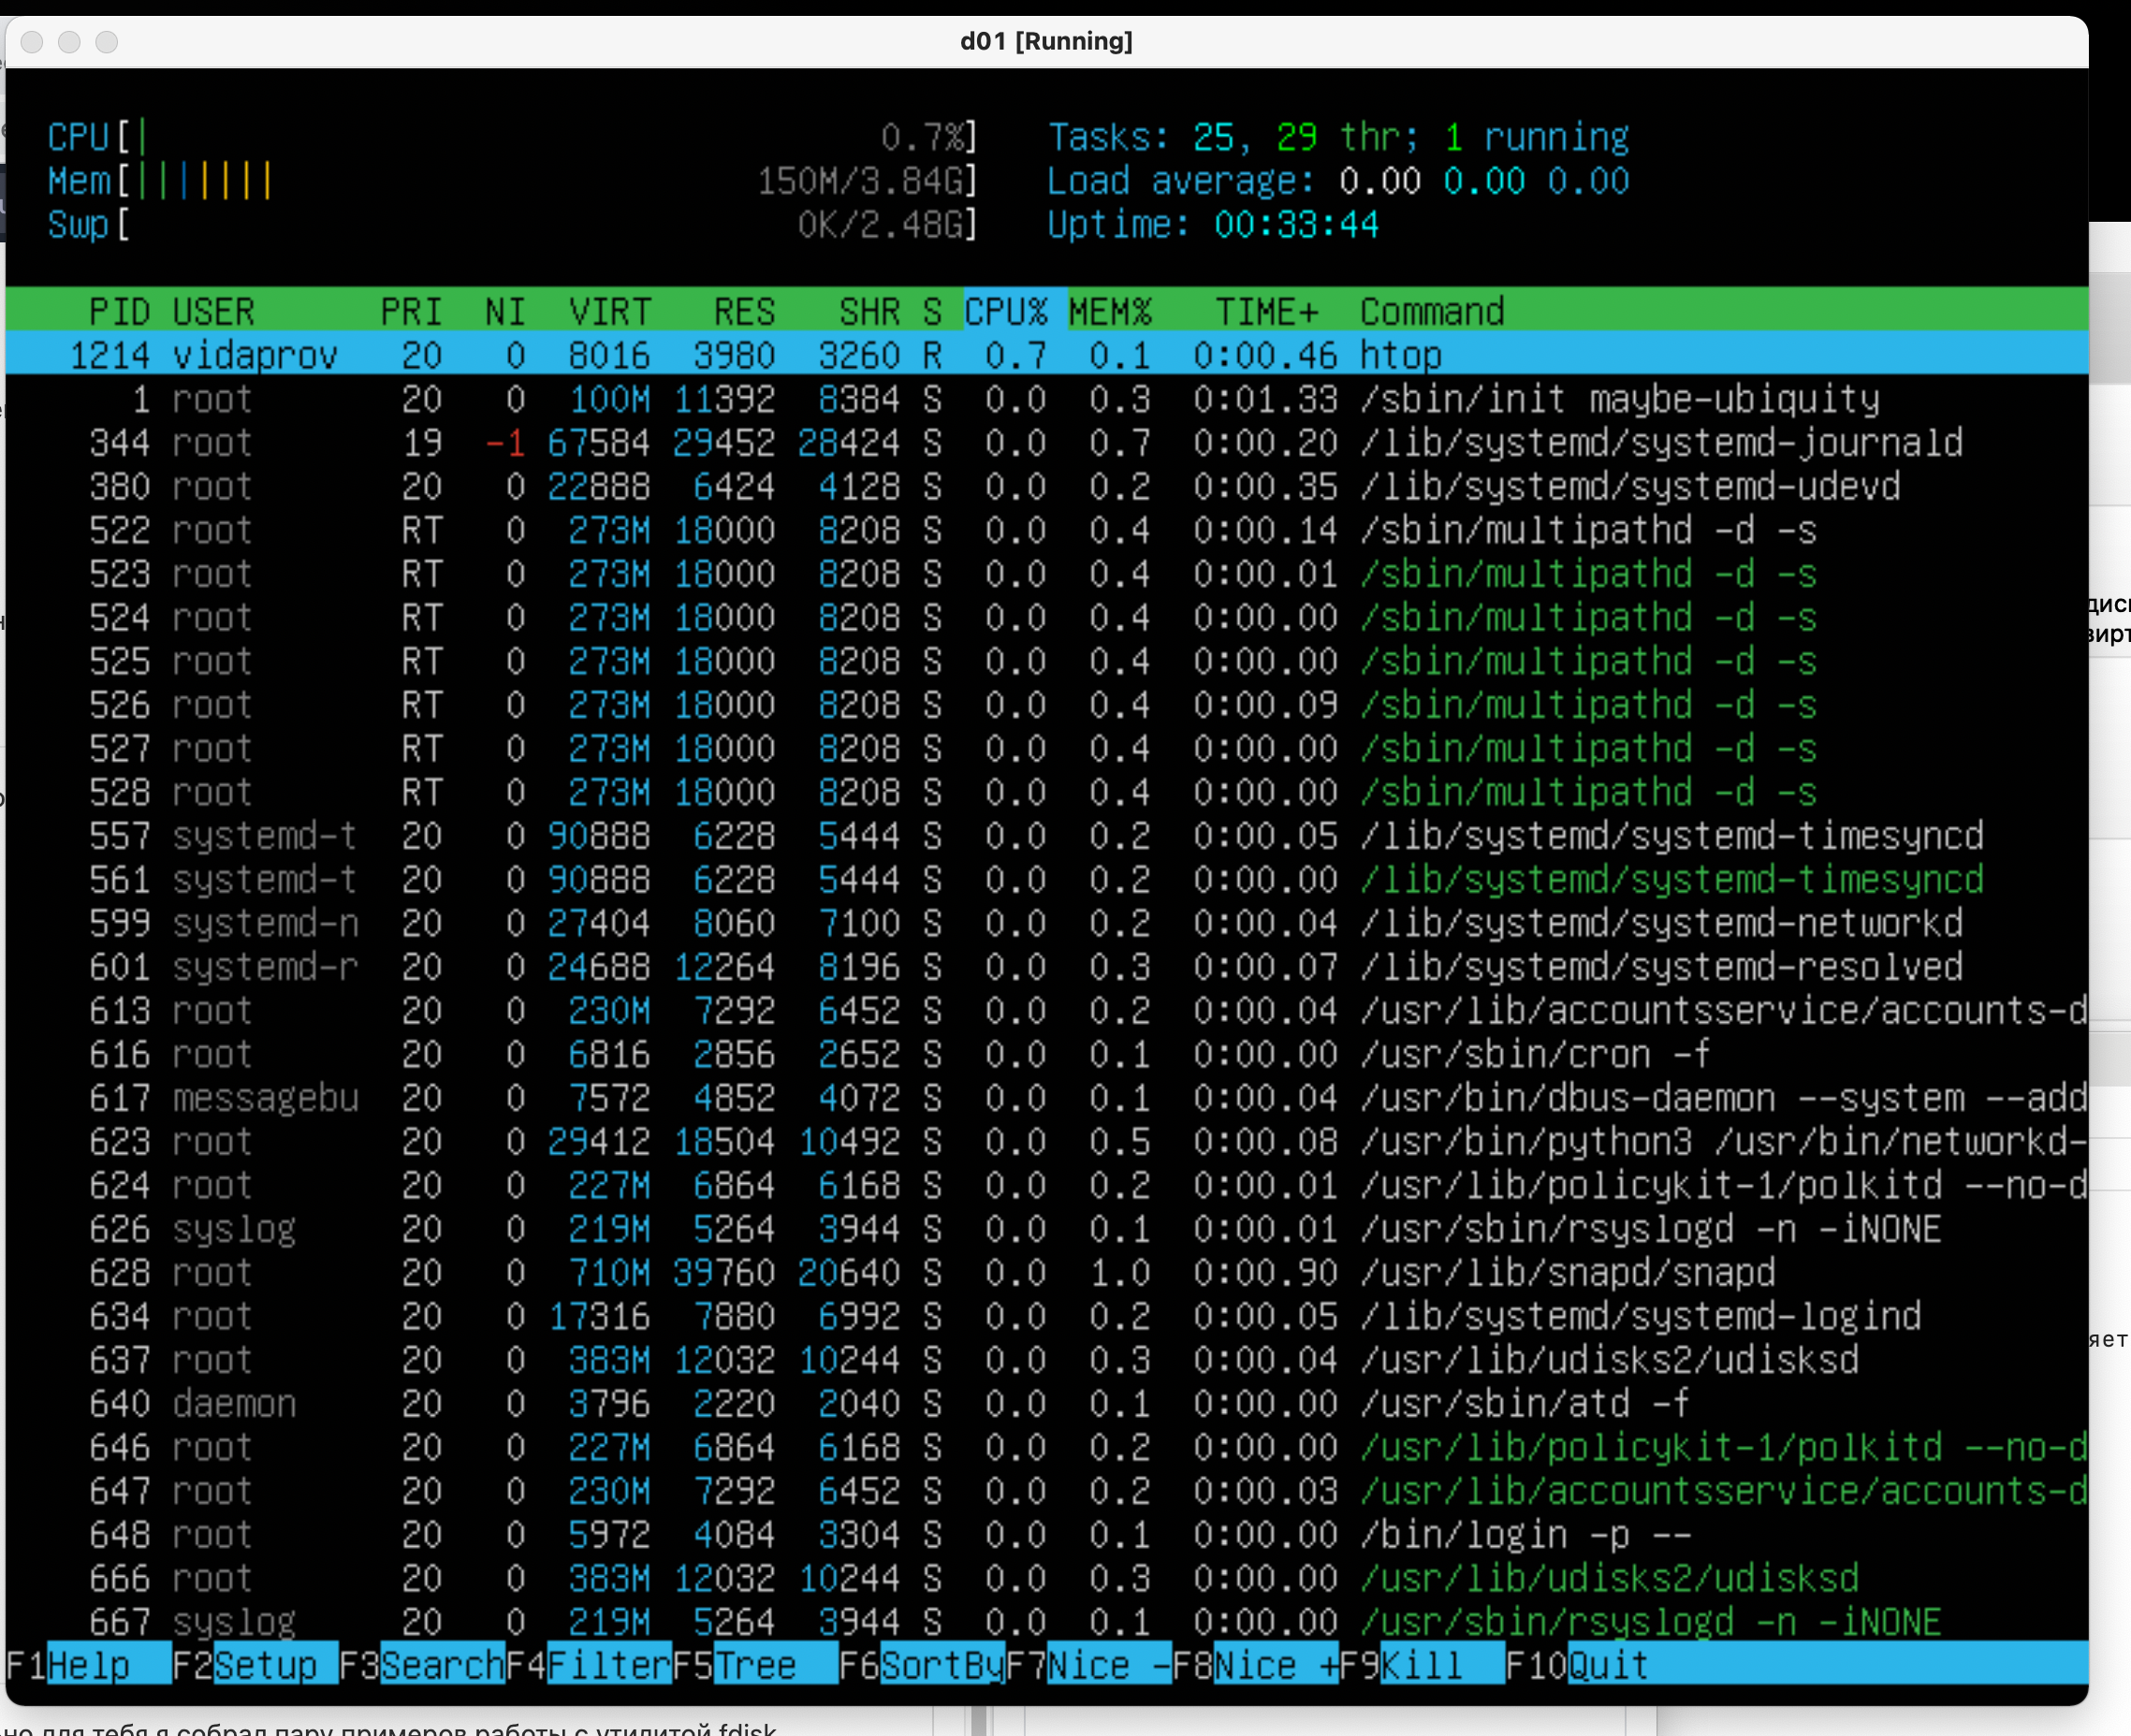 d01 [Running]
CPU[| 0.7%] Tasks: 25, 29 thr; 1 running
Mem[||||||| 150M/3.84G] Load average: 0.00 0.00 0.00
Swp[ 0K/2.48G] Uptime: 00:33:44
PID USER PRI NI VIRT RES SHR S CPU% MEM% TIME+ Command
1214 vidaprov 20 0 8016 3980 3260 R 0.7 0.1 0:00.46 htop
1 root 20 0 100M 11392 8384 S 0.0 0.3 0:01.33 /sbin/init maybe-ubiquity
344 root 19 -1 67584 29452 28424 S 0.0 0.7 0:00.20 /lib/systemd/systemd-journald
380 root 20 0 22888 6424 4128 S 0.0 0.2 0:00.35 /lib/systemd/systemd-udevd
522 root RT 0 273M 18000 8208 S 0.0 0.4 0:00.14 /sbin/multipathd -d -s
523 root RT 0 273M 18000 8208 S 0.0 0.4 0:00.01 /sbin/multipathd -d -s
524 root RT 0 273M 18000 8208 S 0.0 0.4 0:00.00 /sbin/multipathd -d -s
525 root RT 0 273M 18000 8208 S 0.0 0.4 0:00.00 /sbin/multipathd -d -s
526 root RT 0 273M 18000 8208 S 0.0 0.4 0:00.09 /sbin/multipathd -d -s
527 root RT 0 273M 18000 8208 S 0.0 0.4 0:00.00 /sbin/multipathd -d -s
528 root RT 0 273M 18000 8208 S 0.0 0.4 0:00.00 /sbin/multipathd -d -s
557 systemd-t 20 0 90888 6228 5444 S 0.0 0.2 0:00.05 /lib/systemd/systemd-timesyncd
561 systemd-t 20 0 90888 6228 5444 S 0.0 0.2 0:00.00 /lib/systemd/systemd-timesyncd
599 systemd-n 20 0 27404 8060 7100 S 0.0 0.2 0:00.04 /lib/systemd/systemd-networkd
601 systemd-r 20 0 24688 12264 8196 S 0.0 0.3 0:00.07 /lib/systemd/systemd-resolved
613 root 20 0 230M 7292 6452 S 0.0 0.2 0:00.04 /usr/lib/accountsservice/accounts-d
616 root 20 0 6816 2856 2652 S 0.0 0.1 0:00.00 /usr/sbin/cron -f
617 messagebu 20 0 7572 4852 4072 S 0.0 0.1 0:00.04 /usr/bin/dbus-daemon --system --add
623 root 20 0 29412 18504 10492 S 0.0 0.5 0:00.08 /usr/bin/python3 /usr/bin/networkd-
624 root 20 0 227M 6864 6168 S 0.0 0.2 0:00.01 /usr/lib/policykit-1/polkitd --no-d
626 syslog 20 0 219M 5264 3944 S 0.0 0.1 0:00.01 /usr/sbin/rsyslogd -n -iNONE
628 root 20 0 710M 39760 20640 S 0.0 1.0 0:00.90 /usr/lib/snapd/snapd
634 root 20 0 17316 7880 6992 S 0.0 0.2 0:00.05 /lib/systemd/systemd-logind
637 root 20 0 383M 12032 10244 S 0.0 0.3 0:00.04 /usr/lib/udisks2/udisksd
640 daemon 20 0 3796 2220 2040 S 0.0 0.1 0:00.00 /usr/sbin/atd -f
646 root 20 0 227M 6864 6168 S 0.0 0.2 0:00.00 /usr/lib/policykit-1/polkitd --no-d
647 root 20 0 230M 7292 6452 S 0.0 0.2 0:00.03 /usr/lib/accountsservice/accounts-d
648 root 20 0 5972 4084 3304 S 0.0 0.1 0:00.00 /bin/login -p --
666 root 20 0 383M 12032 10244 S 0.0 0.3 0:00.00 /usr/lib/udisks2/udisksd
667 syslog 20 0 219M 5264 3944 S 0.0 0.1 0:00.00 /usr/sbin/rsyslogd -n -iNONE
F1Help F2Setup F3SearchF4FilterF5Tree F6SortByF7Nice -F8Nice +F9Kill F10Quit
для тебя я собрал пару примеров работы с утилитой fdisk